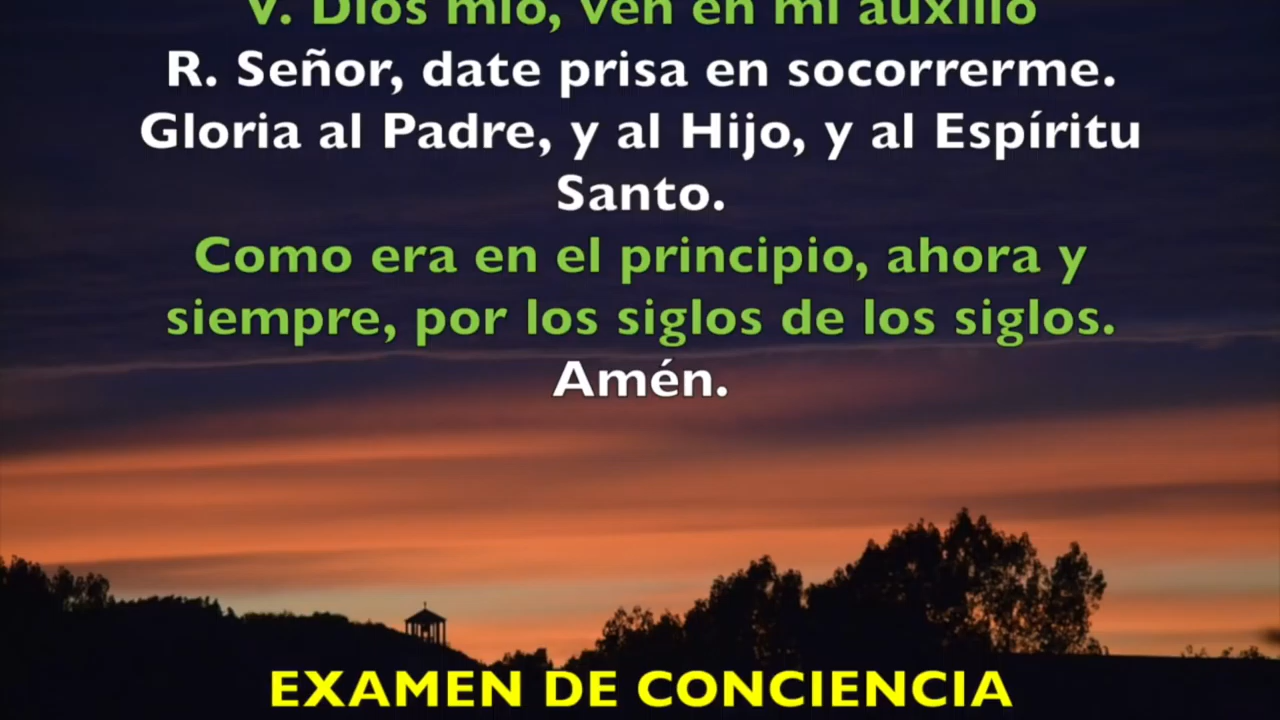 V. Dios mío, ven en mi auxilio
R. Señor, date prisa en socorrerme.
Gloria al Padre, y al Hijo, y al Espíritu
Santo.
Como era en el principio, ahora y
siempre, por los siglos de los siglos.
Amén.
EXAMEN DE CONCIENCIA